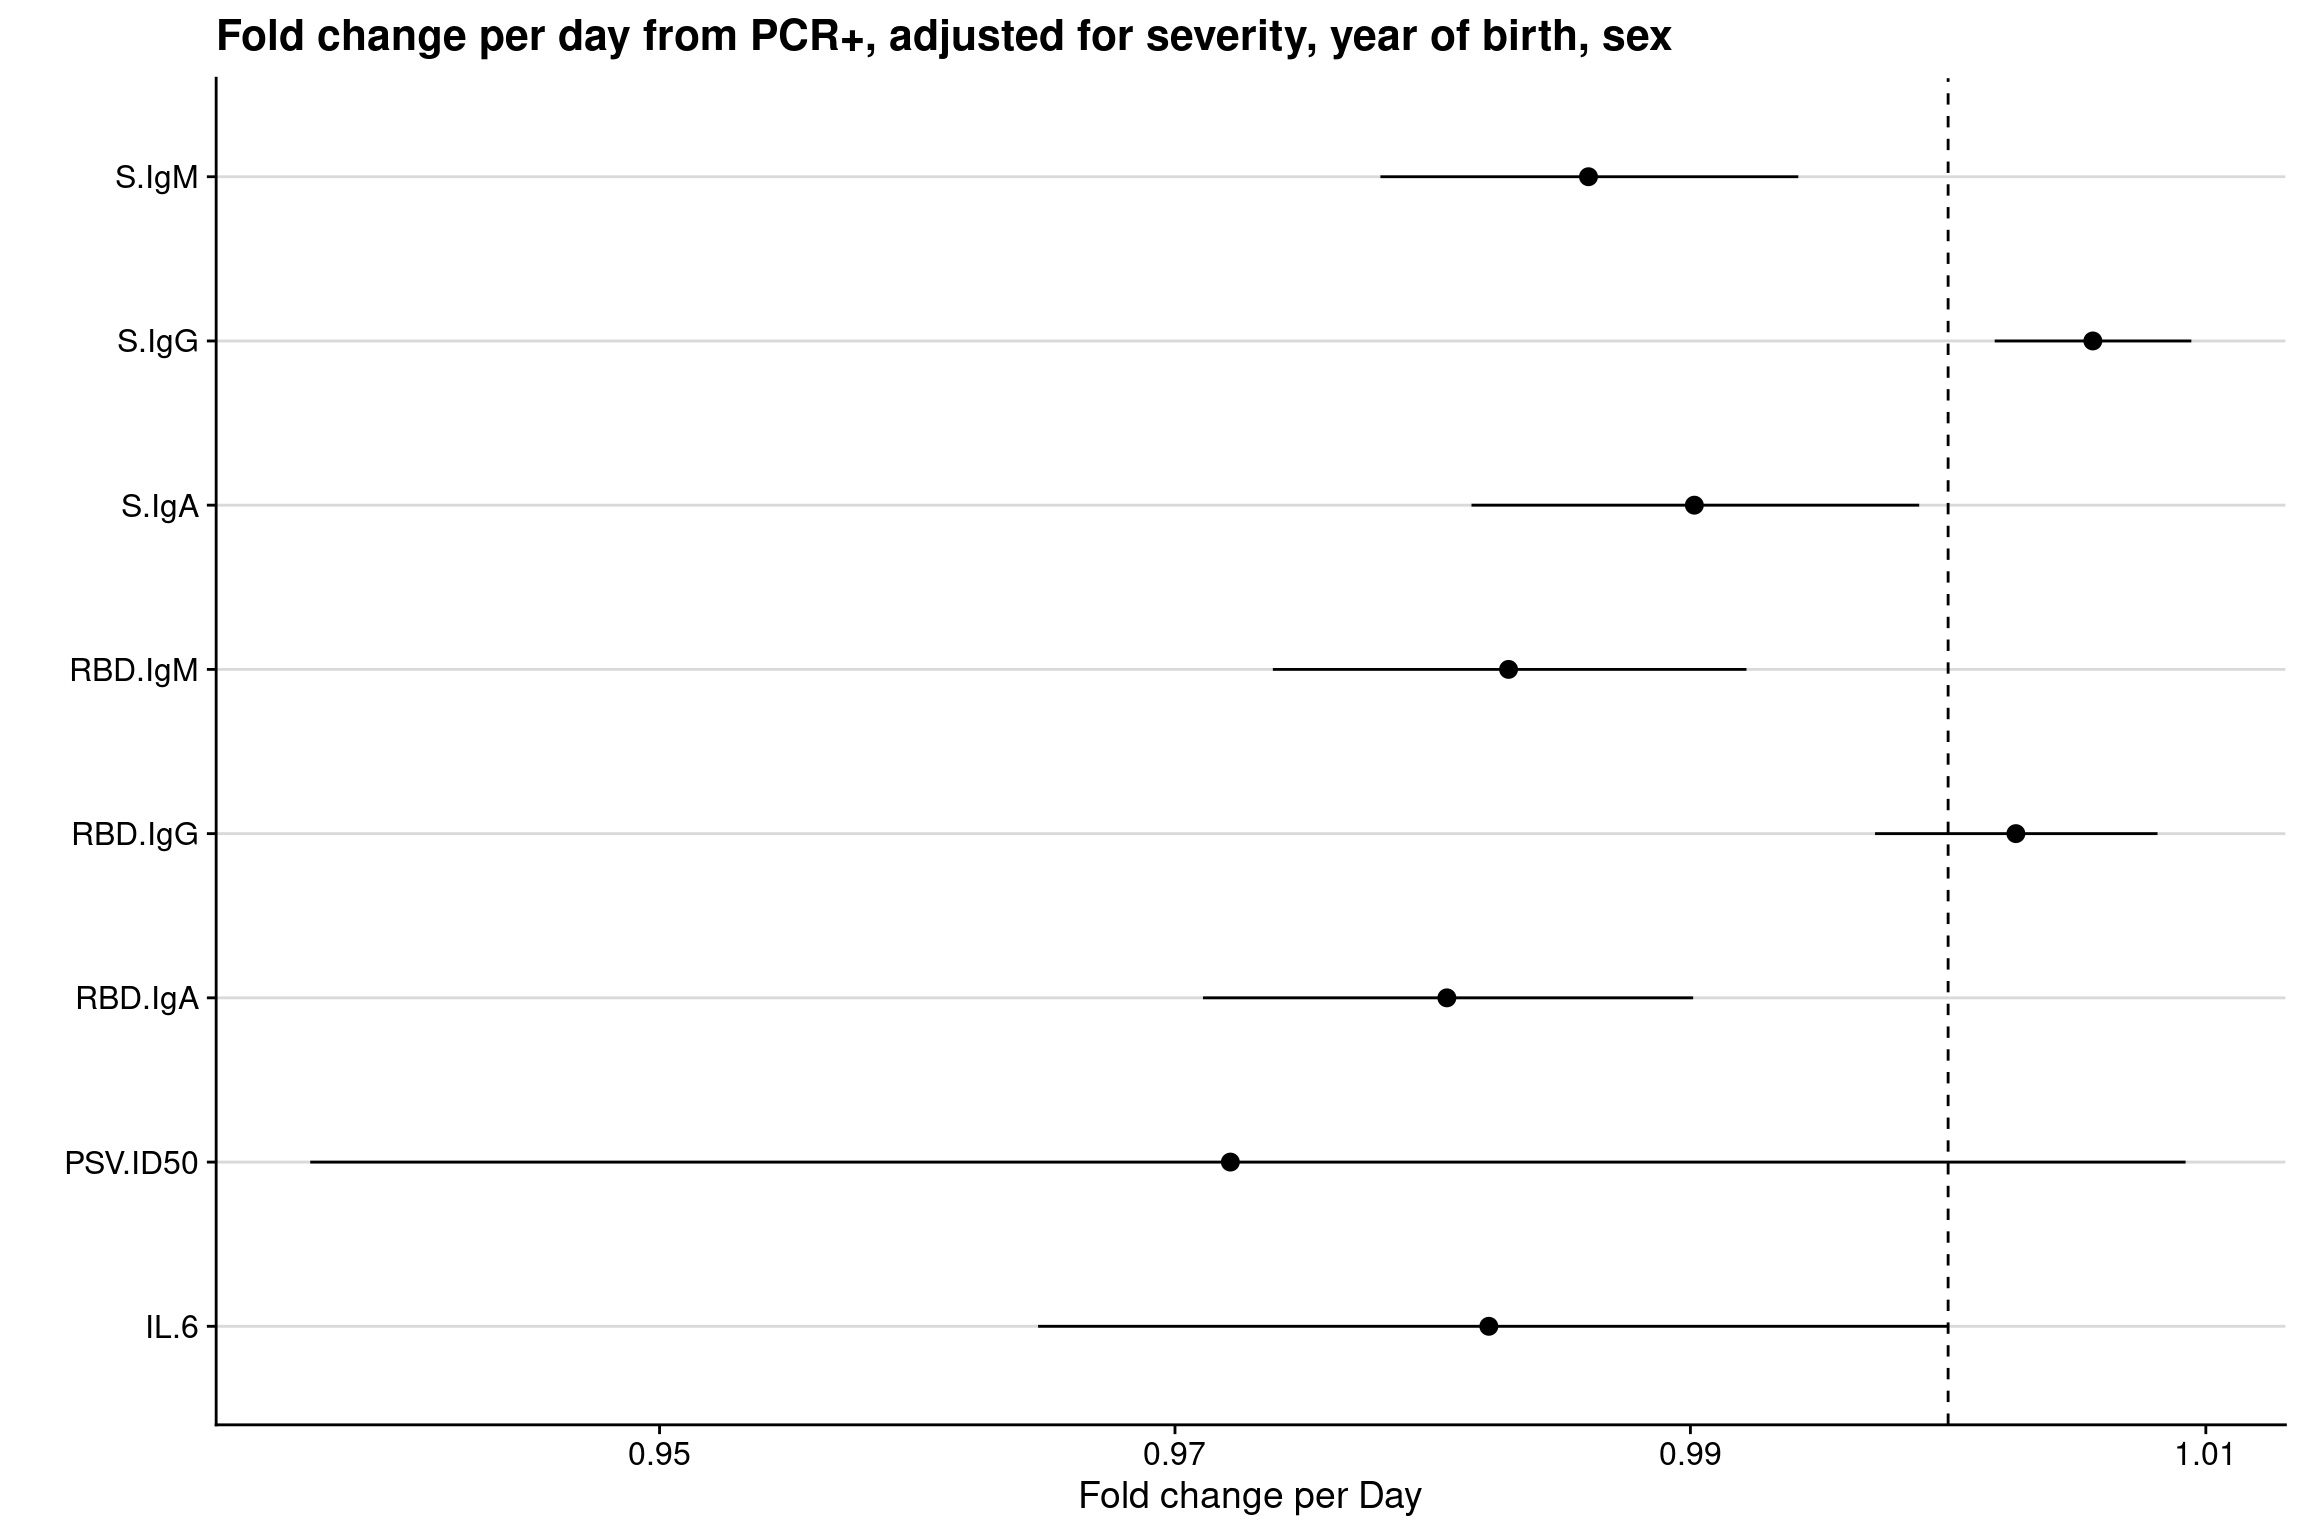 Fold change per day from PCR+, adjusted for severity, year of birth, sex
S.IgM
S.IgG
S.IgA
RBD.IgM
RBD.IgG
RBD.IgA
PSV.ID50
IL.6
0.95 0.97 0.99 1.01
Fold change per Day